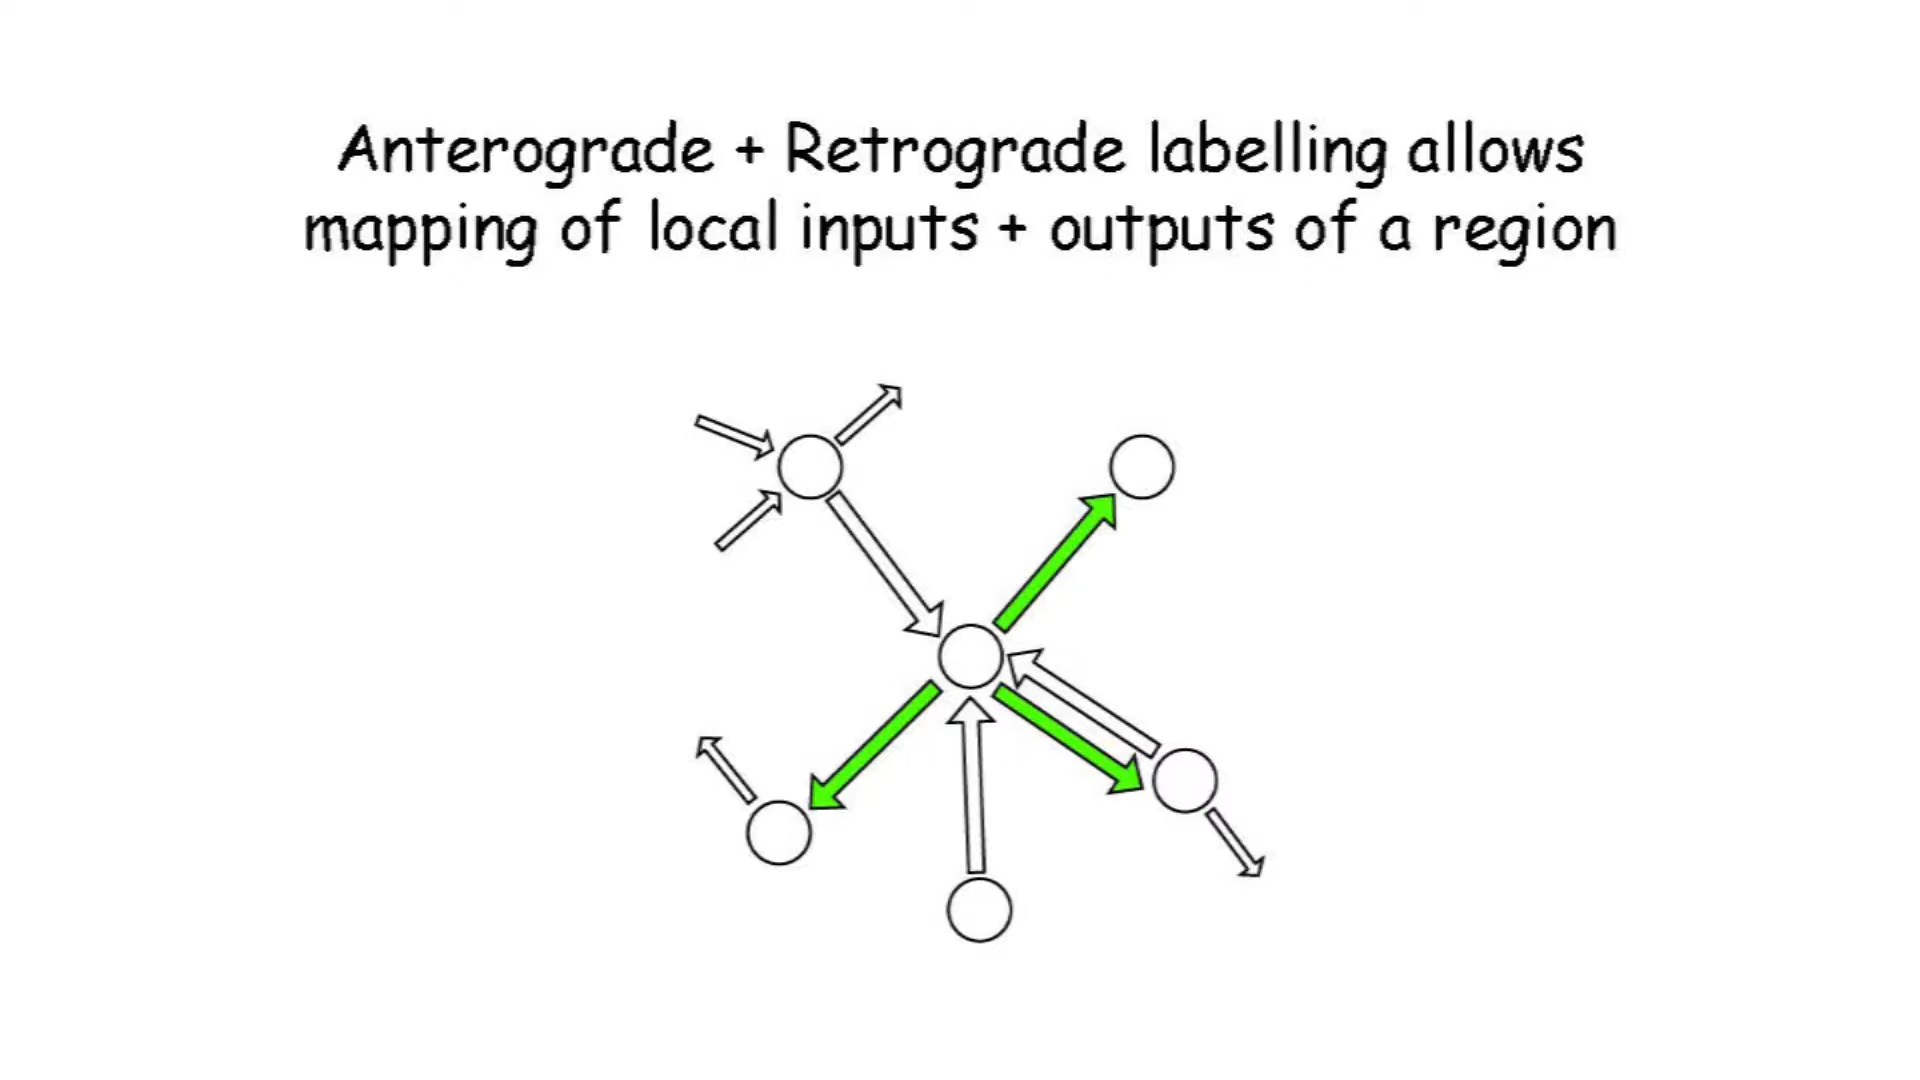 Anterograde + Retrograde labelling allows
mapping of local inputs + outputs of a region